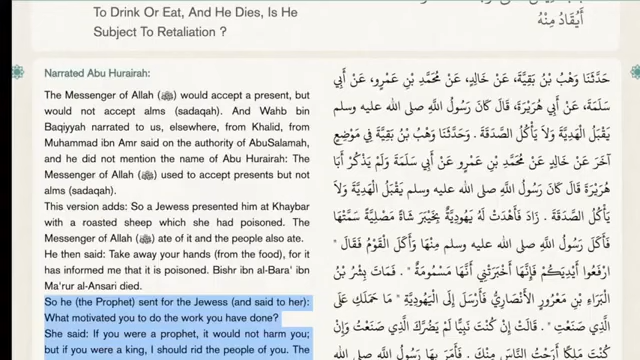 To Drink Or Eat, And He Dies, Is He
Subject To Retaliation ?
أَيُقَادُ مِنْهُ
Narrated Abu Hurairah:
The Messenger of Allah (ﷺ) would accept a present, but
would not accept alms (sadaqah). And Wahb bin
Baqiyyah narrated to us, elsewhere, from Khalid, from
Muhammad ibn Amr said on the authority of AbuSalamah,
and he did not mention the name of Abu Hurairah: The
Messenger of Allah (ﷺ) used to accept presents but not
alms (sadaqah).
This version adds: So a Jewess presented him at Khaybar
with a roasted sheep which she had poisoned. The
Messenger of Allah (ﷺ) ate of it and the people also ate.
He then said: Take away your hands (from the food), for
it has informed me that it is poisoned. Bishr ibn al-Bara' ibn
Ma'rur al-Ansari died.
So he (the Prophet) sent for the Jewess (and said to her):
What motivated you to do the work you have done?
She said: If you were a prophet, it would not harm you;
but if you were a king, I should rid the people of you. The
حَدَّثَنَا وَهْبُ بْنُ بَقِيَّةَ، عَنْ خَالِدٍ، عَنْ مُحَمَّدِ بْنِ عَمْرٍو، عَنْ أَبِي
سَلَمَةَ، عَنْ أَبِي هُرَيْرَةَ، قَالَ كَانَ رَسُولُ اللَّهِ صلى الله عليه وسلم
يَقْبَلُ الْهَدِيَّةَ وَلاَ يَأْكُلُ الصَّدَقَةَ . وَحَدَّثَنَا وَهْبُ بْنُ بَقِيَّةَ فِي مَوْضِعٍ
آخَرَ عَنْ خَالِدٍ عَنْ مُحَمَّدِ بْنِ عَمْرٍو عَنْ أَبِي سَلَمَةَ وَلَمْ يَذْكُرْ أَبَا
هُرَيْرَةَ قَالَ كَانَ رَسُولُ اللَّهِ صلى الله عليه وسلم يَقْبَلُ الْهَدِيَّةَ وَلاَ
يَأْكُلُ الصَّدَقَةَ . زَادَ فَأَهْدَتْ لَهُ يَهُودِيَّةٌ بِخَيْبَرَ شَاةً مَصْلِيَّةً سَمَّتْهَا
فَأَكَلَ رَسُولُ اللَّهِ صلى الله عليه وسلم مِنْهَا وَأَكَلَ الْقَوْمُ فَقَالَ "
ارْفَعُوا أَيْدِيَكُمْ فَإِنَّهَا أَخْبَرَتْنِي أَنَّهَا مَسْمُومَةٌ " . فَمَاتَ بِشْرُ بْنُ
الْبَرَاءِ بْنِ مَعْرُورٍ الأَنْصَارِيُّ فَأَرْسَلَ إِلَى الْيَهُودِيَّةِ " مَا حَمَلَكِ عَلَى
الَّذِي صَنَعْتِ " . قَالَتْ إِنْ كُنْتَ نَبِيًّا لَمْ يَضُرَّكَ الَّذِي صَنَعْتُ وَإِنْ
كُنْتَ مَلِكًا أَرَحْتُ النَّاسَ مِنْكَ